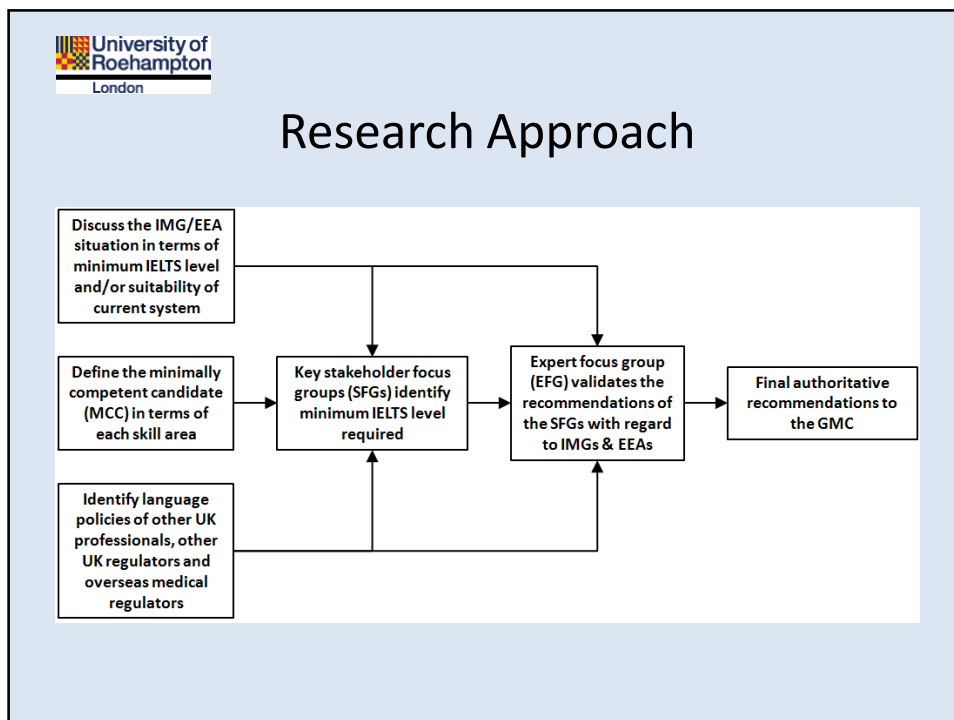 University of
Roehampton
London
Research Approach
Discuss the IMG/EEA
situation in terms of
minimum IELTS level
and/or suitability of
current system
Define the minimally
competent candidate
(MCC) in terms of
each skill area
Key stakeholder focus
groups (SFGs) identify
minimum IELTS level
required
Expert focus group
(EFG) validates the
recommendations of
the SFGs with regard
to IMGs & EEAs
Final authoritative
recommendations to
the GMC
Identify language
policies of other UK
professionals, other
UK regulators and
overseas medical
regulators